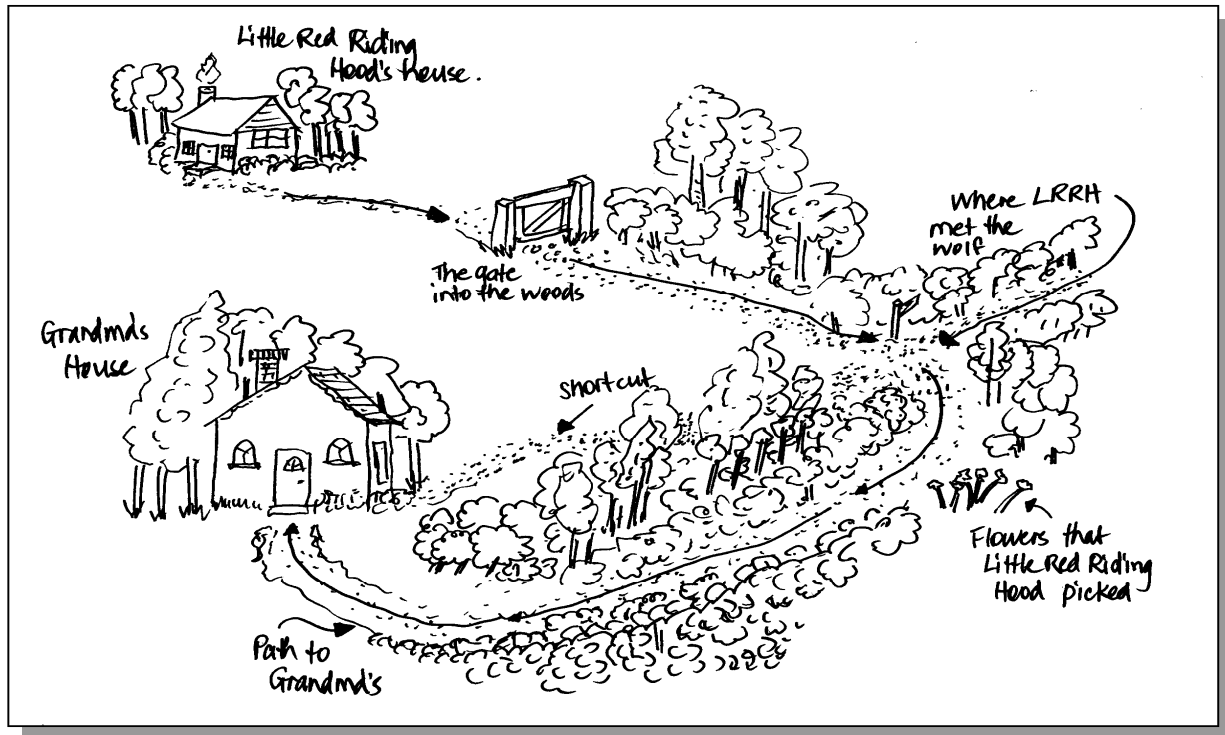 Little Red Riding
Hood's house.
Where LRRH
met the
wolf
The gate
into the woods
Grandma's
House
shortcut
Flowers that
Little Red Riding
Hood picked
Path to
Grandma's